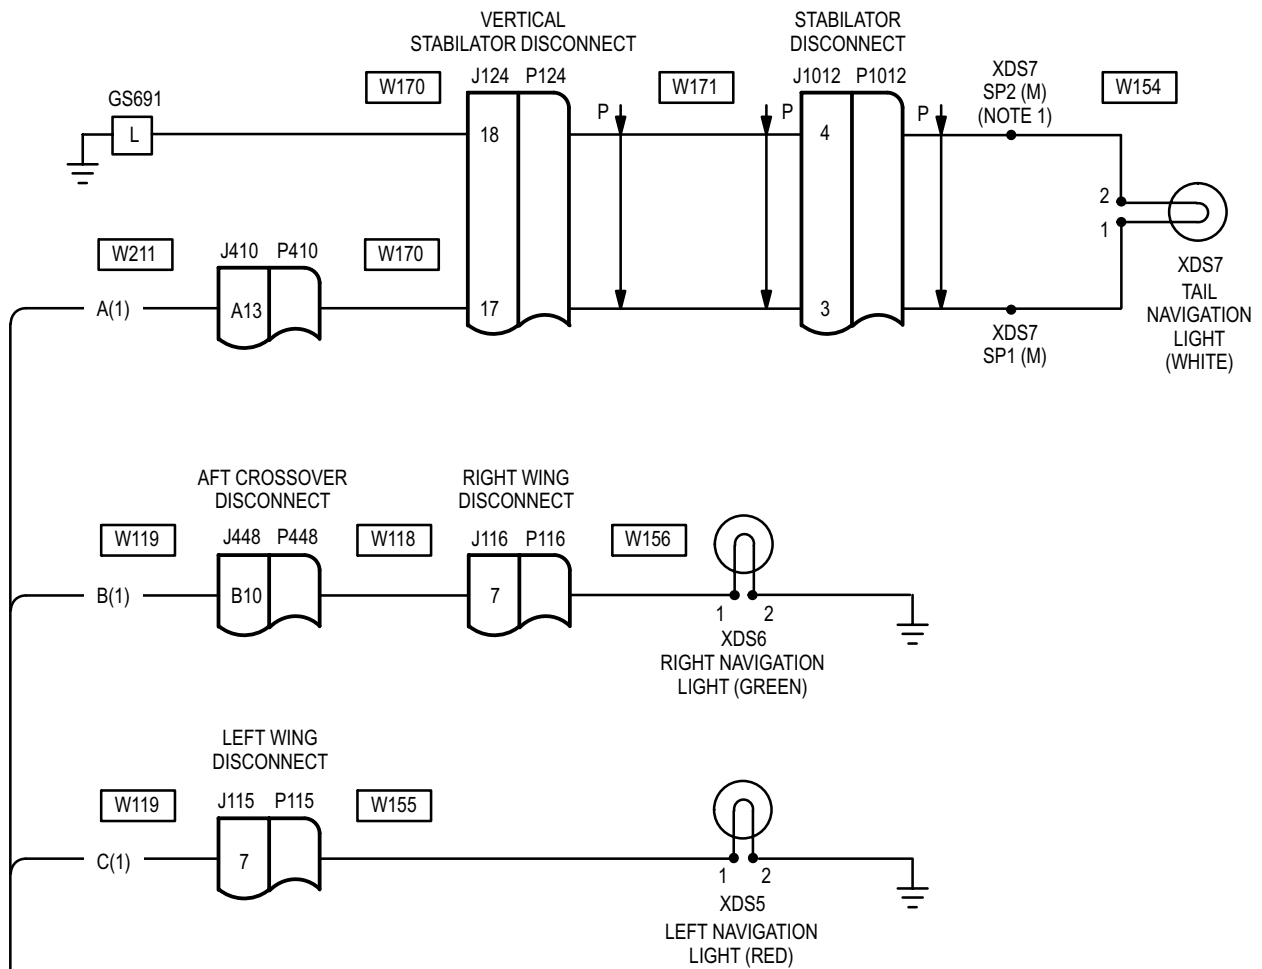 VERTICAL
STABILATOR DISCONNECT
STABILATOR
DISCONNECT
W170
J124 P124
W171
J1012 P1012
XDS7
SP2 (M)
(NOTE 1)
W154
GS691
L
18
P
P
4
P
2
1
XDS7
TAIL
NAVIGATION
LIGHT
(WHITE)
W211
J410 P410
W170
A(1)
A13
17
3
XDS7
SP1 (M)
AFT CROSSOVER
DISCONNECT
RIGHT WING
DISCONNECT
W119
J448 P448
W118
J116 P116
W156
B(1)
B10
7
1 2
XDS6
RIGHT NAVIGATION
LIGHT (GREEN)
LEFT WING
DISCONNECT
W119
J115 P115
W155
C(1)
7
1 2
XDS5
LEFT NAVIGATION
LIGHT (RED)